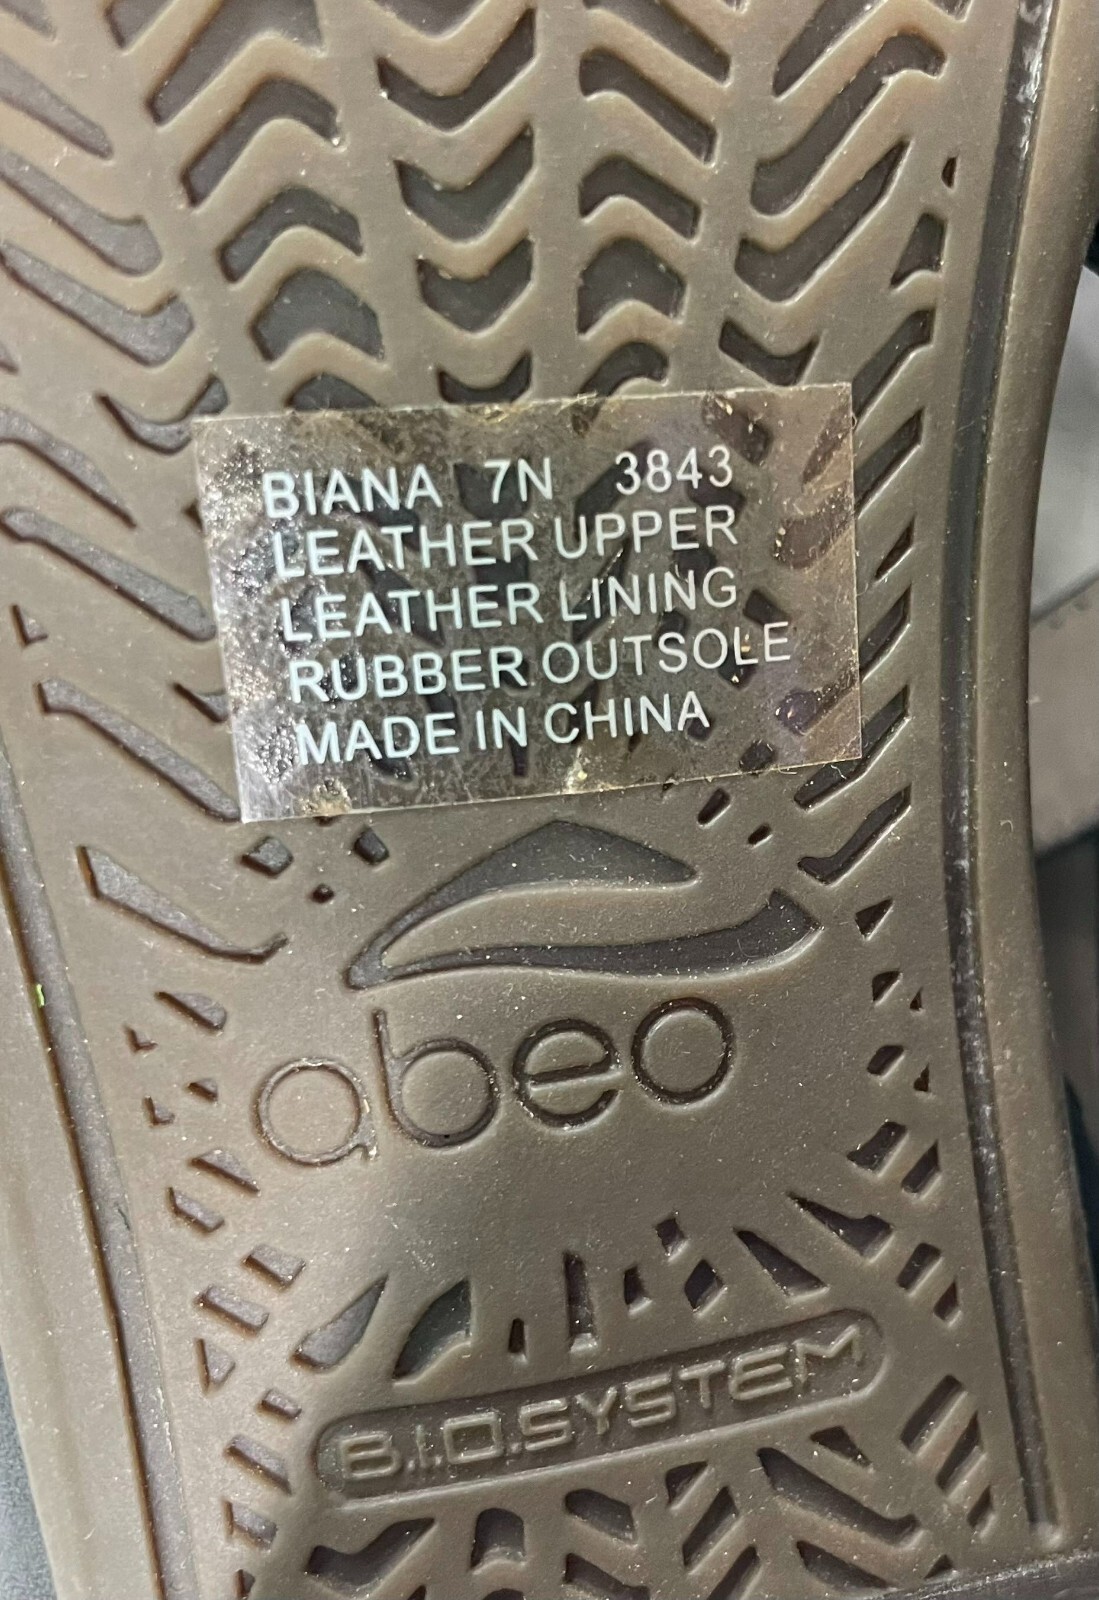 BIANA 7N 3843
LEATHER UPPER
LEATHER LINING
RUBBER OUTSOLE
MADE IN CHINA
abeo
B.I.O.SYSTEM